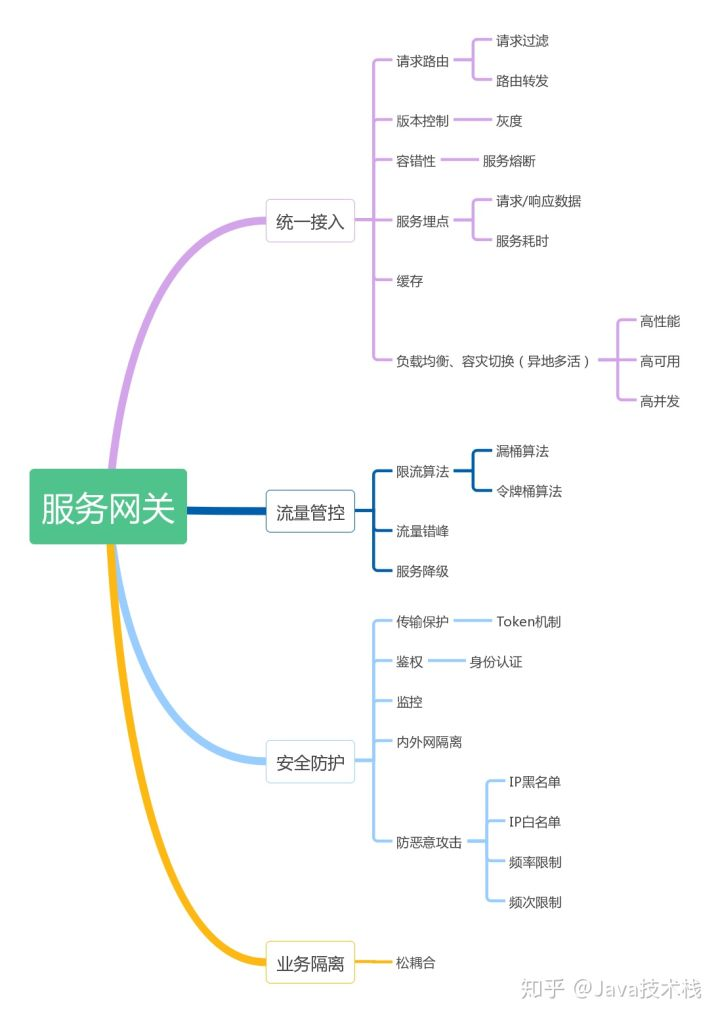 服务网关
统一接入
请求路由
请求过滤
路由转发
版本控制
灰度
容错性
服务熔断
服务埋点
请求/响应数据
服务耗时
缓存
负载均衡、容灾切换（异地多活）
高性能
高可用
高并发
流量管控
限流算法
漏桶算法
令牌桶算法
流量错峰
服务降级
安全防护
传输保护
Token机制
鉴权
身份认证
监控
内外网隔离
防恶意攻击
IP黑名单
IP白名单
频率限制
频次限制
业务隔离
松耦合
知乎 @Java技术栈